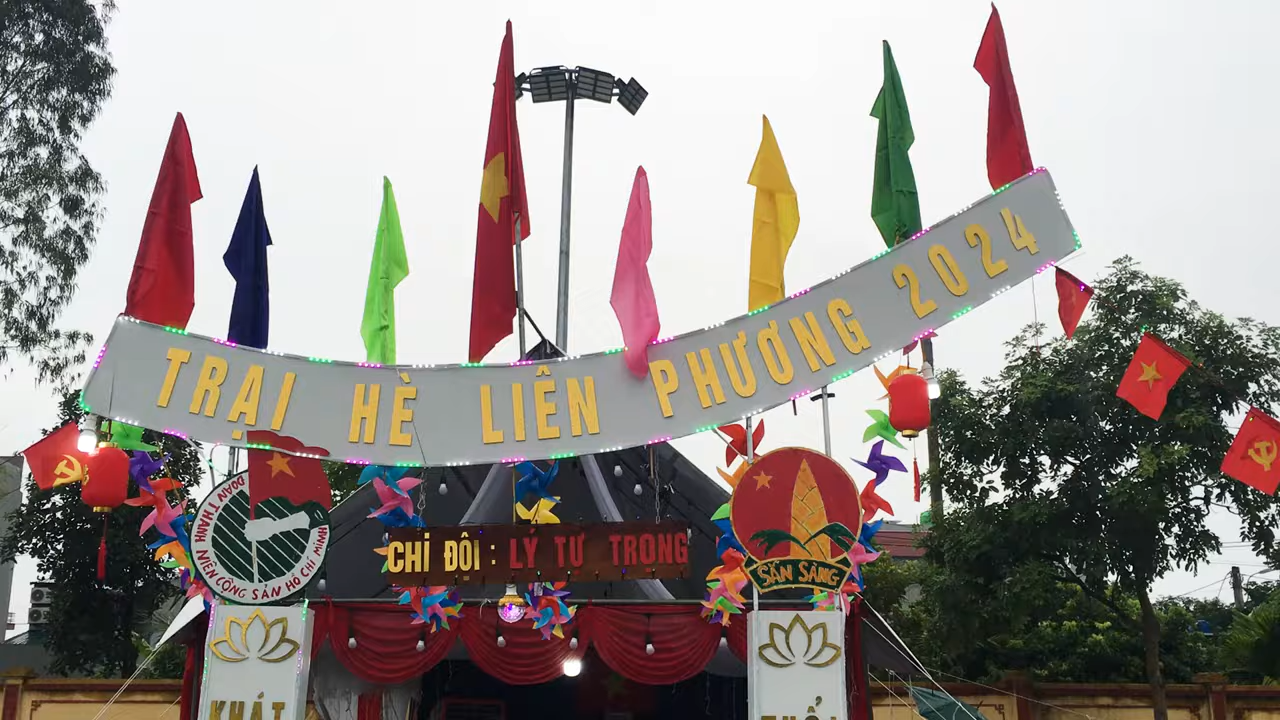 TRẠI HÈ LIÊN PHƯƠNG 2024
ĐOÀN THANH NIÊN CỘNG SẢN HỒ CHÍ MINH
CHI ĐỘI : LÝ TỰ TRONG
SẴN SÀNG
KHÁT